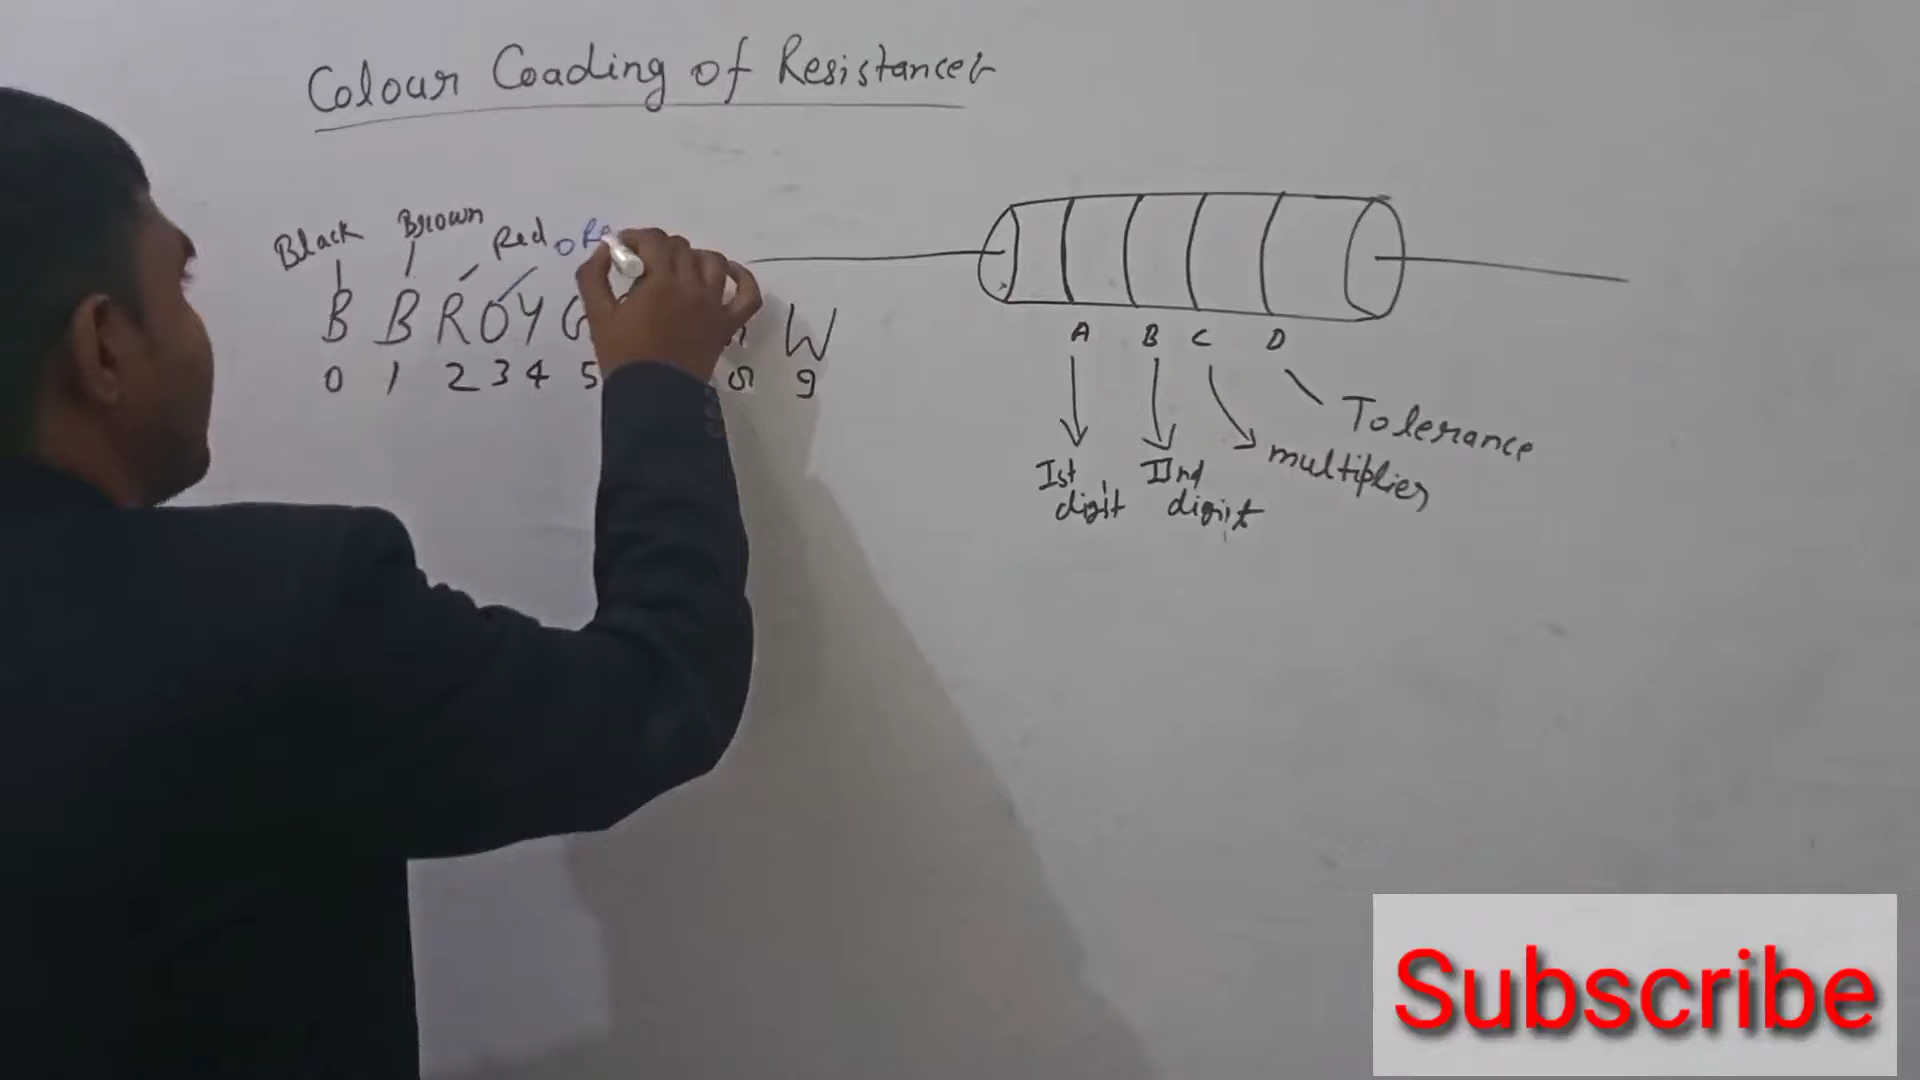 Colour Coading of Resistances
Black Brown Red
B B R O Y G W
0 1 2 3 4 5 9
A B C D
Tolerance
multiplier
Ist IInd
digit digit
Subscribe